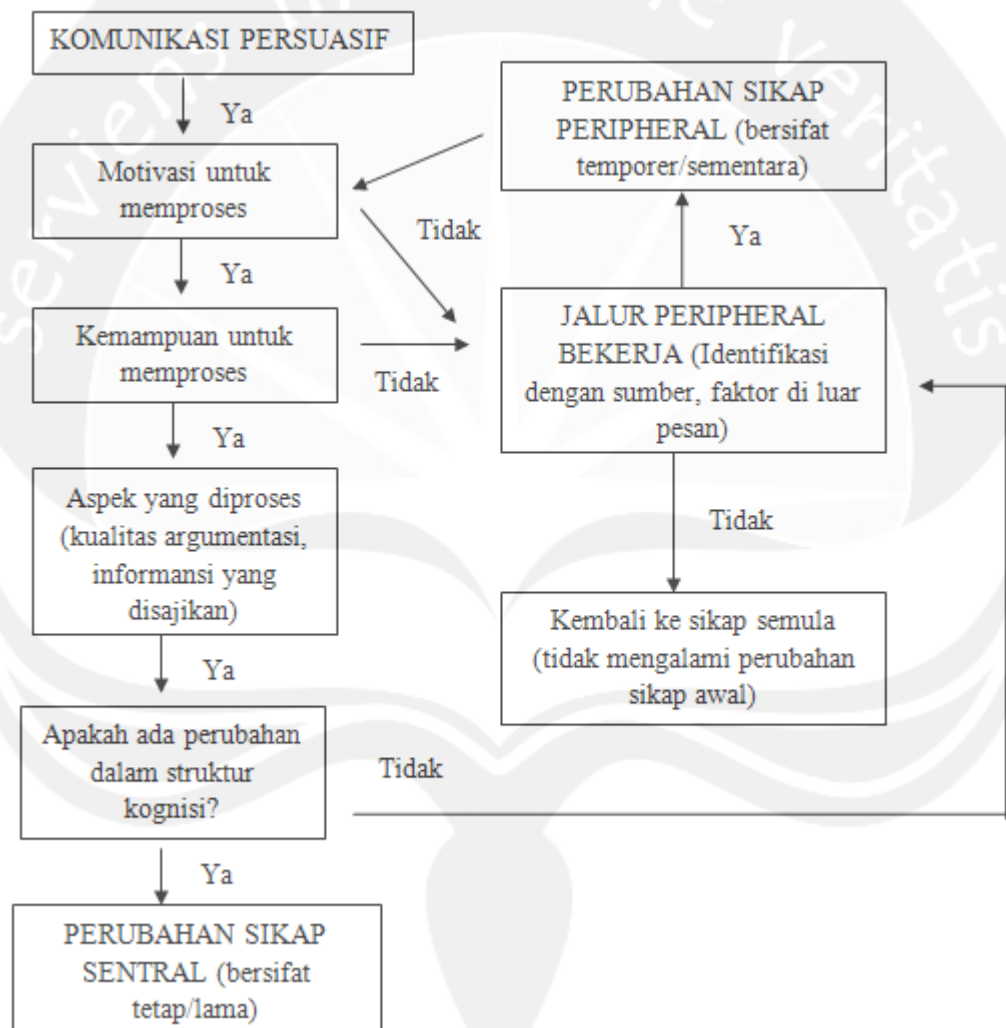 KOMUNIKASI PERSUASIF
Ya
Motivasi untuk
memproses
Ya
Kemampuan untuk
memproses
Ya
Aspek yang diproses
(kualitas argumentasi,
informansi yang
disajikan)
Ya
Apakah ada perubahan
dalam struktur
kognisi?
Ya
PERUBAHAN SIKAP
SENTRAL (bersifat
tetap/lama)
Tidak
Tidak
Tidak
PERUBAHAN SIKAP
PERIPHERAL (bersifat
temporer/sementara)
Ya
JALUR PERIPHERAL
BEKERJA (Identifikasi
dengan sumber, faktor di luar
pesan)
Tidak
Kembali ke sikap semula
(tidak mengalami perubahan
sikap awal)
serviens in veritatis